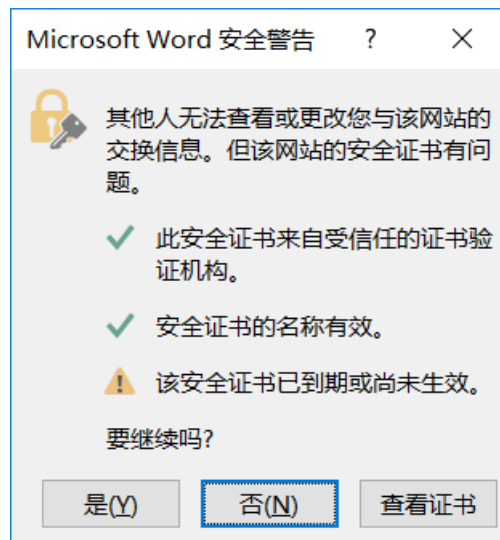 Microsoft Word 安全警告 ?
其他人无法查看或更改您与该网站的
交换信息。但该网站的安全证书有问
题。
此安全证书来自受信任的证书验
证机构。
安全证书的名称有效。
该安全证书已到期或尚未生效。
要继续吗?
是(Y) 否(N) 查看证书